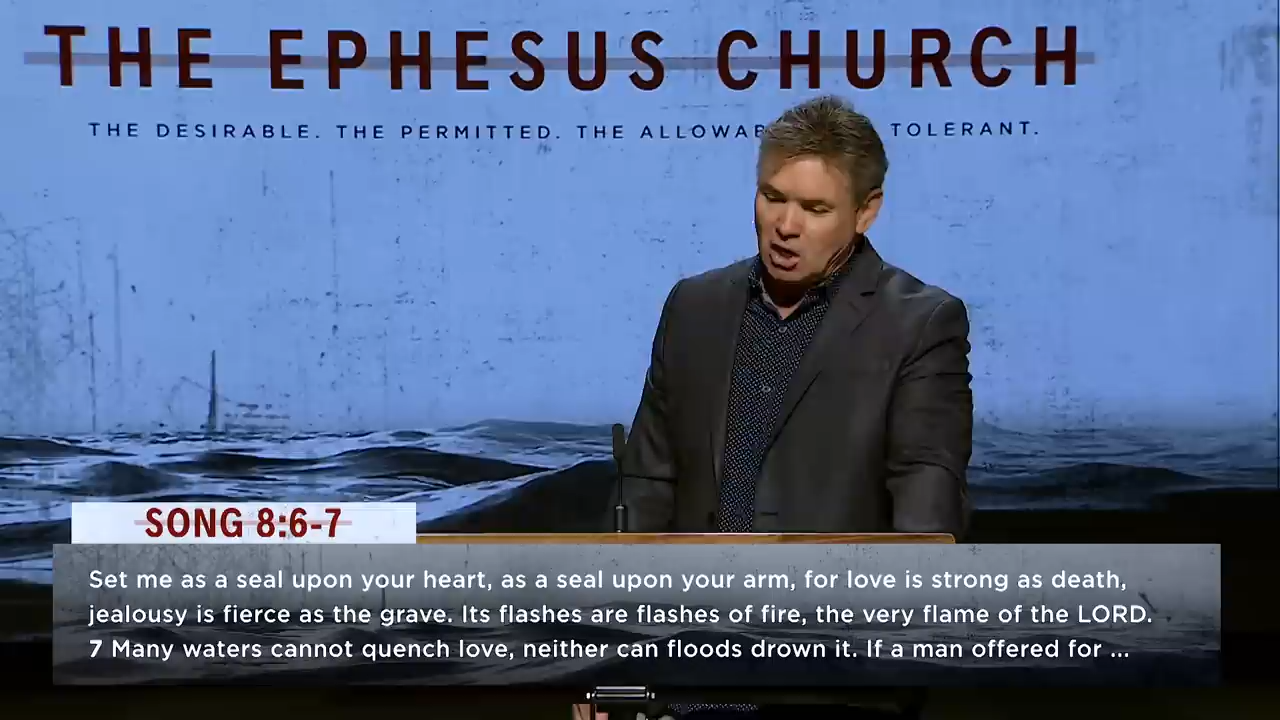 THE EPHESUS CHURCH
THE DESIRABLE. THE PERMITTED. THE TOLERANT.
SONG 8:6-7
Set me as a seal upon your heart, as a seal upon your arm, for love is strong as death,
jealousy is fierce as the grave. Its flashes are flashes of fire, the very flame of the LORD.
7 Many waters cannot quench love, neither can floods drown it. If a man offered for ...